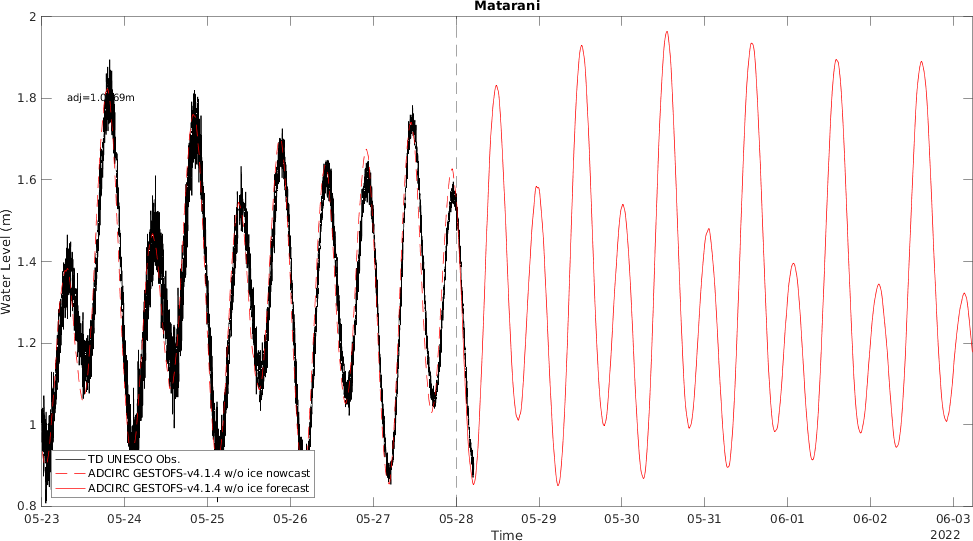 Matarani
2
1.8
1.6
1.4
1.2
1
0.8
Water Level (m)
TD UNESCO Obs.
ADCIRC GESTOFS-v4.1.4 w/o ice nowcast
ADCIRC GESTOFS-v4.1.4 w/o ice forecast
05-23 05-24 05-25 05-26 05-27 05-28 05-29 05-30 05-31 06-01 06-02 06-03
Time
2022